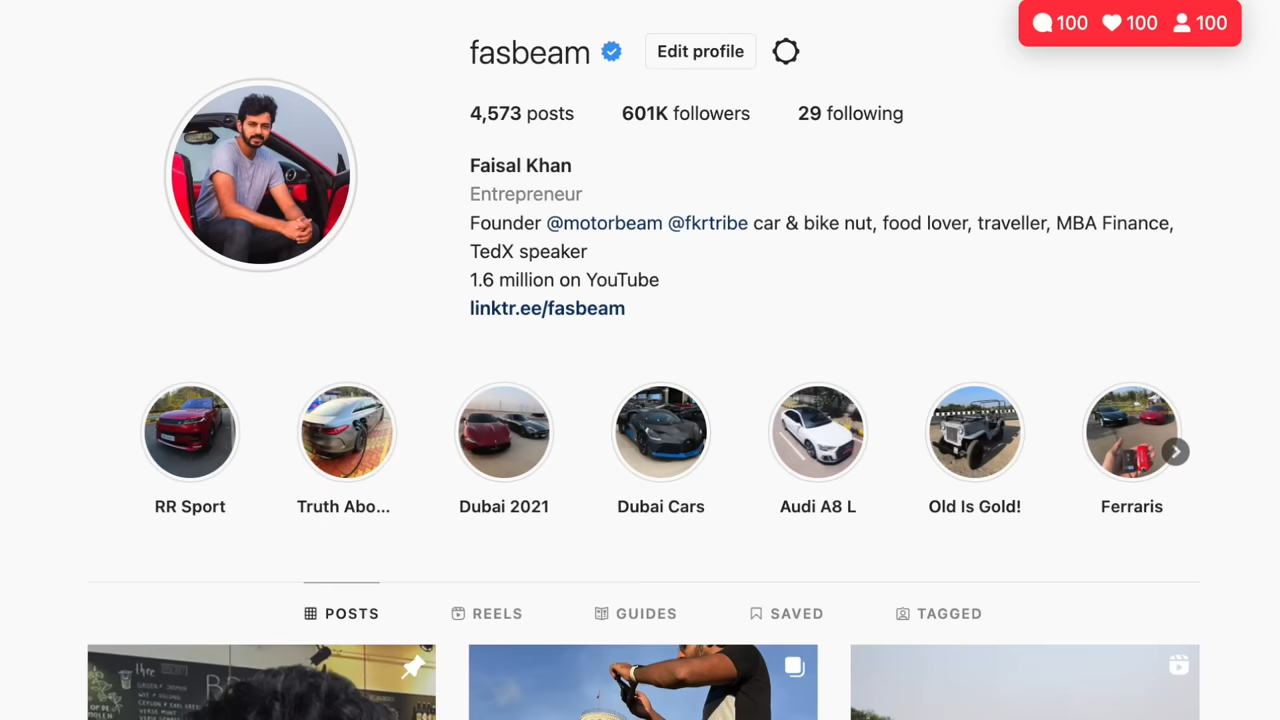 100 100 100
fasbeam Edit profile
4,573 posts 601K followers 29 following
Faisal Khan
Entrepreneur
Founder @motorbeam @fkrtribe car & bike nut, food lover, traveller, MBA Finance,
TedX speaker
1.6 million on YouTube
linktr.ee/fasbeam
RR Sport Truth Abo... Dubai 2021 Dubai Cars Audi A8 L Old Is Gold! Ferraris
POSTS REELS GUIDES SAVED TAGGED